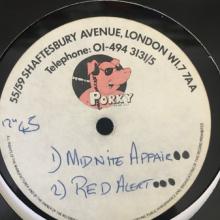 55/59 SHAFTESBURY AVENUE, LONDON W1.7 7AA
Telephone: 01-494 3131/5
PORKY
12" 45
1) MIDNITE AFFAIR
2) RED ALERT